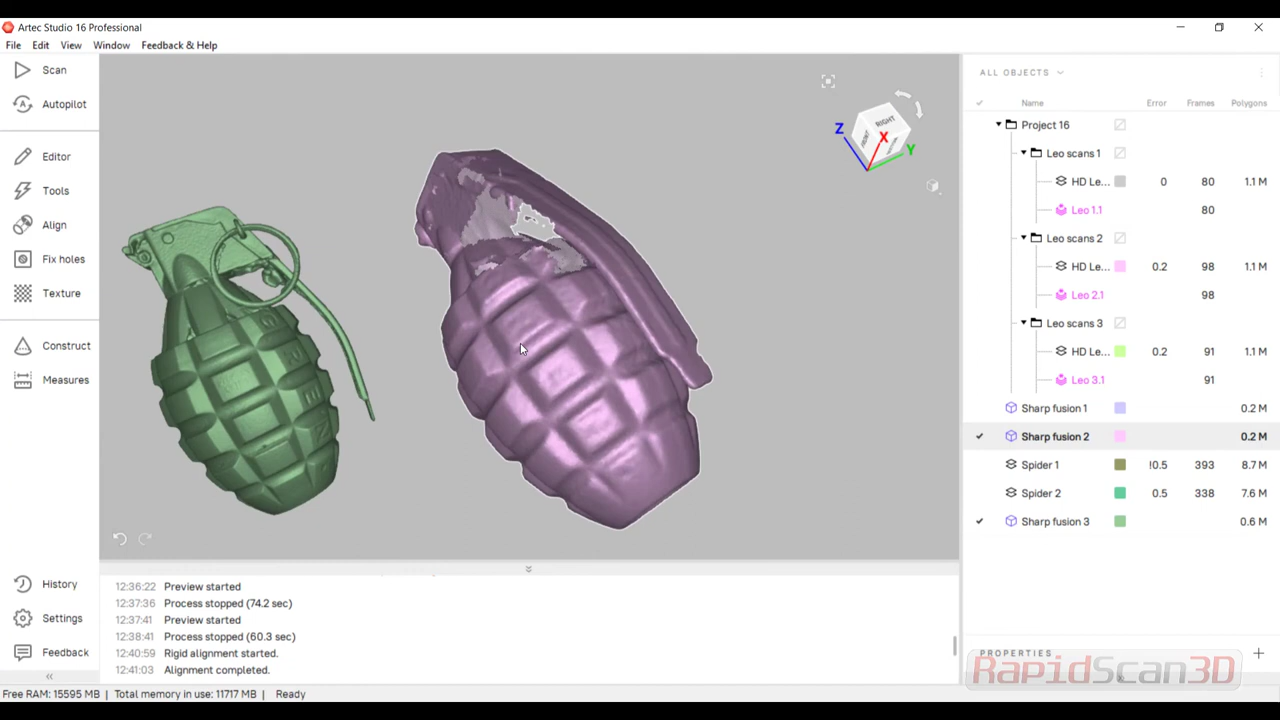 Artec Studio 16 Professional
File Edit View Window Feedback & Help
Scan
Autopilot
Editor
Tools
Align
Fix holes
Texture
Construct
Measures
History
Settings
Feedback
RIGHT
FRONT
Z
X
Y
ALL OBJECTS
Name Error Frames Polygons
Project 16
Leo scans 1
HD Le... 0 80 1.1 M
Leo 1.1 80
Leo scans 2
HD Le... 0.2 98 1.1 M
Leo 2.1 98
Leo scans 3
HD Le... 0.2 91 1.1 M
Leo 3.1 91
Sharp fusion 1 0.2 M
Sharp fusion 2 0.2 M
Spider 1 !0.5 393 8.7 M
Spider 2 0.5 338 7.6 M
Sharp fusion 3 0.6 M
12:36:22 Preview started
12:37:36 Process stopped (74.2 sec)
12:37:41 Preview started
12:38:41 Process stopped (60.3 sec)
12:40:59 Rigid alignment started.
12:41:03 Alignment completed.
PROPERTIES
RapidScan3D
Free RAM: 15595 MB | Total memory in use: 11717 MB | Ready